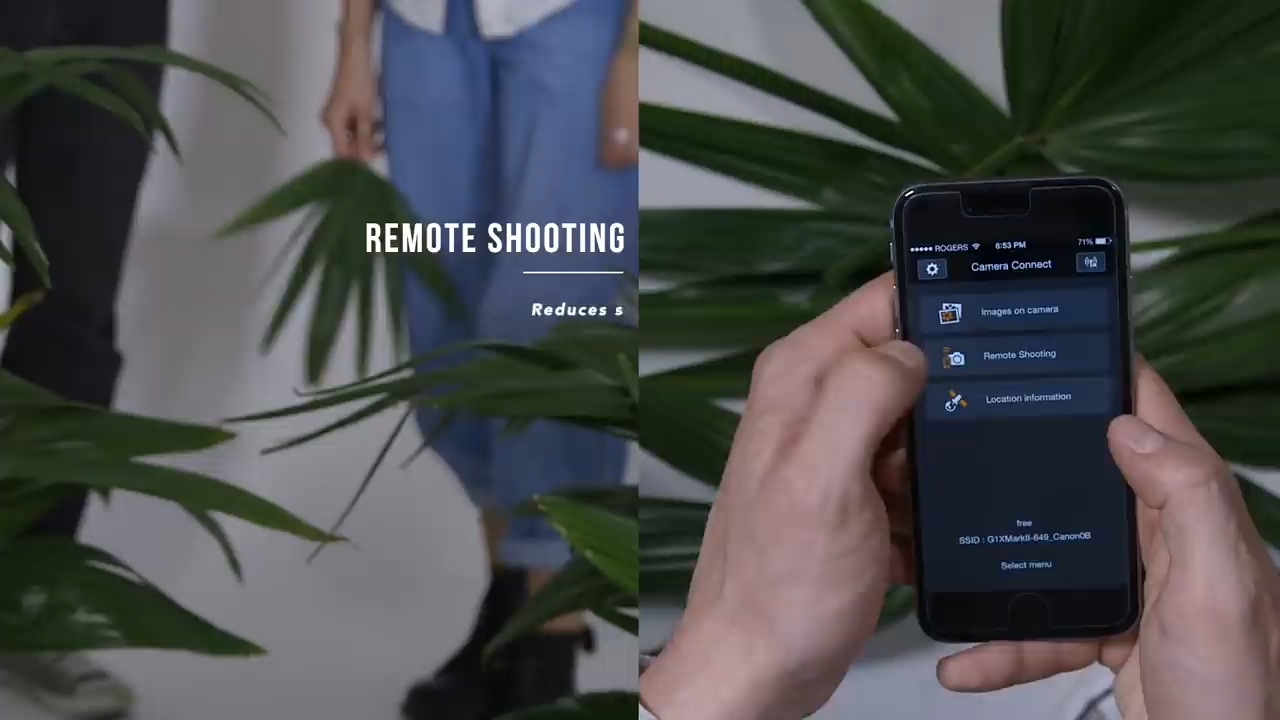 REMOTE SHOOTING
Reduces s
ROGERS 6:53 PM 71%
Camera Connect
Images on camera
Remote Shooting
Location information
free
SSID : G1XMarkII-649_Canon0B
Select menu